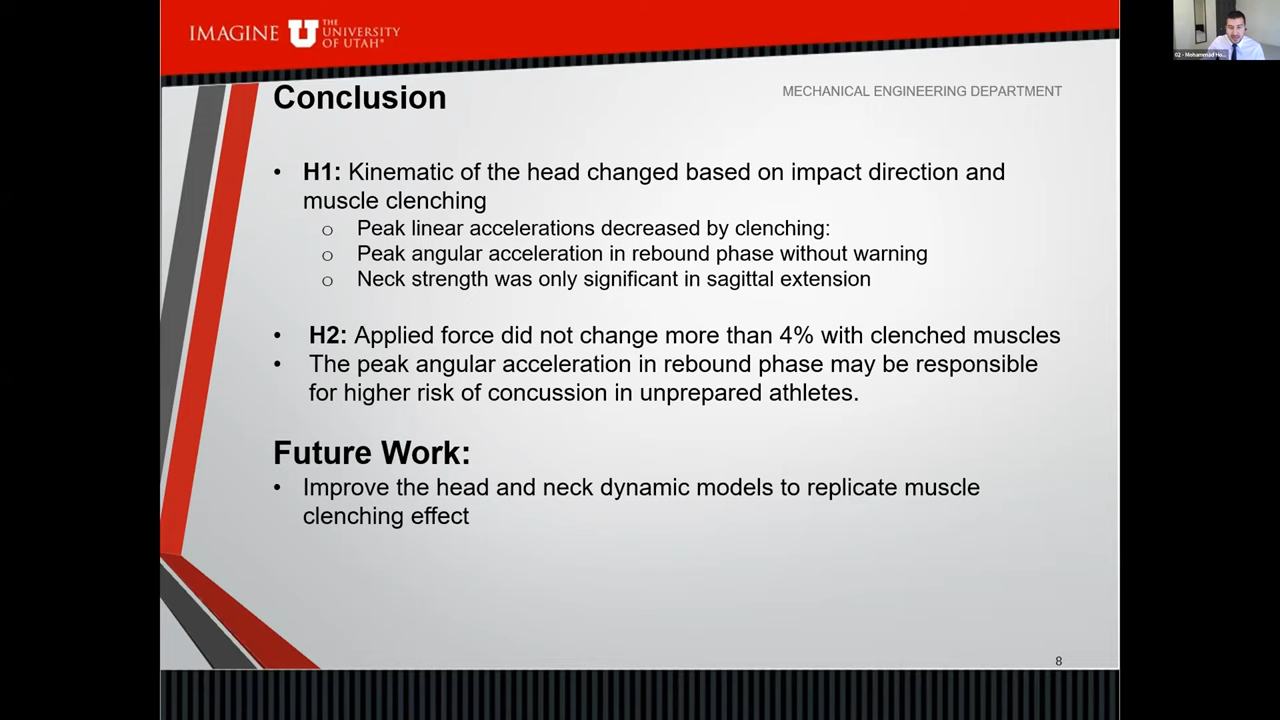 IMAGINE U THE UNIVERSITY OF UTAH®
Conclusion
MECHANICAL ENGINEERING DEPARTMENT
• H1: Kinematic of the head changed based on impact direction and
muscle clenching
o Peak linear accelerations decreased by clenching:
o Peak angular acceleration in rebound phase without warning
o Neck strength was only significant in sagittal extension
• H2: Applied force did not change more than 4% with clenched muscles
• The peak angular acceleration in rebound phase may be responsible
for higher risk of concussion in unprepared athletes.
Future Work:
• Improve the head and neck dynamic models to replicate muscle
clenching effect
8
02 - Mohammad Ho...